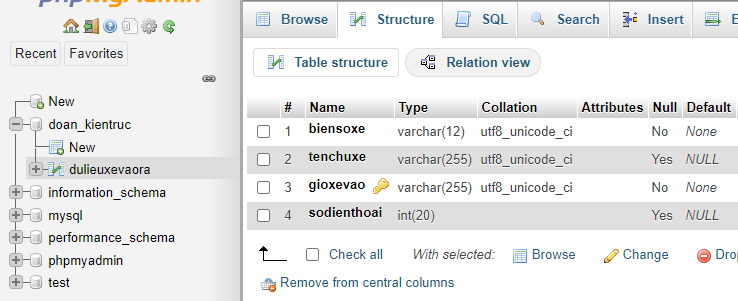 phpMyAdmin
Recent Favorites
New
doan_kientruc
New
dulieuxevaora
information_schema
mysql
performance_schema
phpmyadmin
test
Browse Structure SQL Search Insert
Table structure Relation view
# Name Type Collation Attributes Null Default
1 biensoxe varchar(12) utf8_unicode_ci No None
2 tenchuxe varchar(255) utf8_unicode_ci Yes NULL
3 gioxevao varchar(255) utf8_unicode_ci No None
4 sodienthoai int(20) Yes NULL
Check all With selected: Browse Change Drop
Remove from central columns